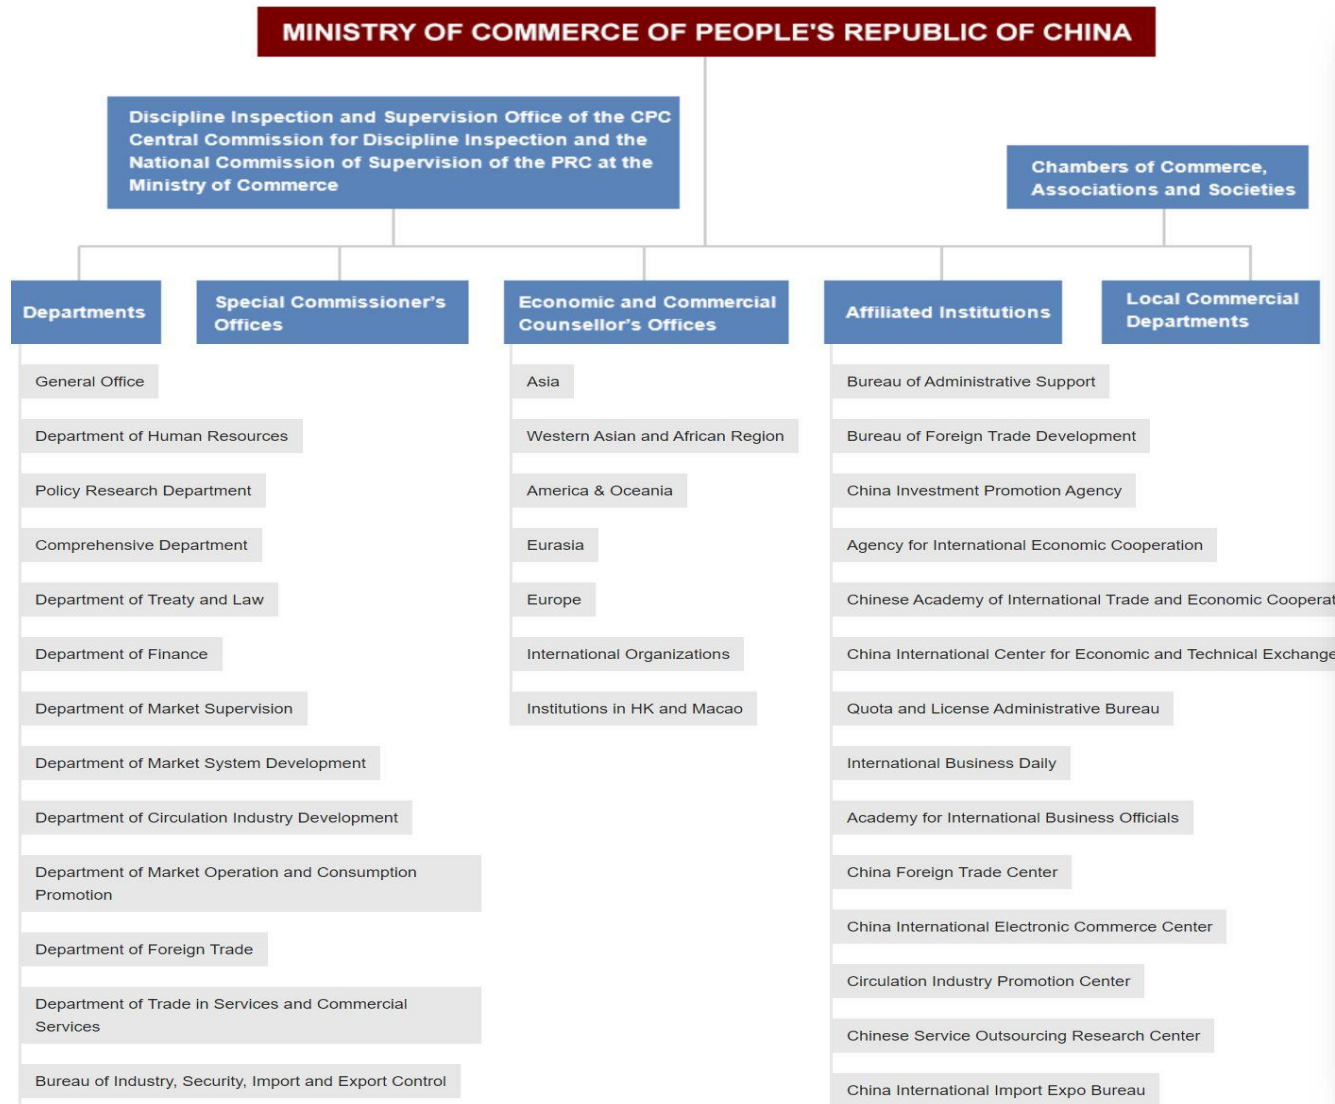 MINISTRY OF COMMERCE OF PEOPLE'S REPUBLIC OF CHINA
Discipline Inspection and Supervision Office of the CPC
Central Commission for Discipline Inspection and the
National Commission of Supervision of the PRC at the
Ministry of Commerce
Chambers of Commerce,
Associations and Societies
Departments
Special Commissioner's
Offices
Economic and Commercial
Counsellor's Offices
Affiliated Institutions
Local Commercial
Departments
General Office
Department of Human Resources
Policy Research Department
Comprehensive Department
Department of Treaty and Law
Department of Finance
Department of Market Supervision
Department of Market System Development
Department of Circulation Industry Development
Department of Market Operation and Consumption
Promotion
Department of Foreign Trade
Department of Trade in Services and Commercial
Services
Bureau of Industry, Security, Import and Export Control
Asia
Western Asian and African Region
America & Oceania
Eurasia
Europe
International Organizations
Institutions in HK and Macao
Bureau of Administrative Support
Bureau of Foreign Trade Development
China Investment Promotion Agency
Agency for International Economic Cooperation
Chinese Academy of International Trade and Economic Cooperat
China International Center for Economic and Technical Exchange
Quota and License Administrative Bureau
International Business Daily
Academy for International Business Officials
China Foreign Trade Center
China International Electronic Commerce Center
Circulation Industry Promotion Center
Chinese Service Outsourcing Research Center
China International Import Expo Bureau